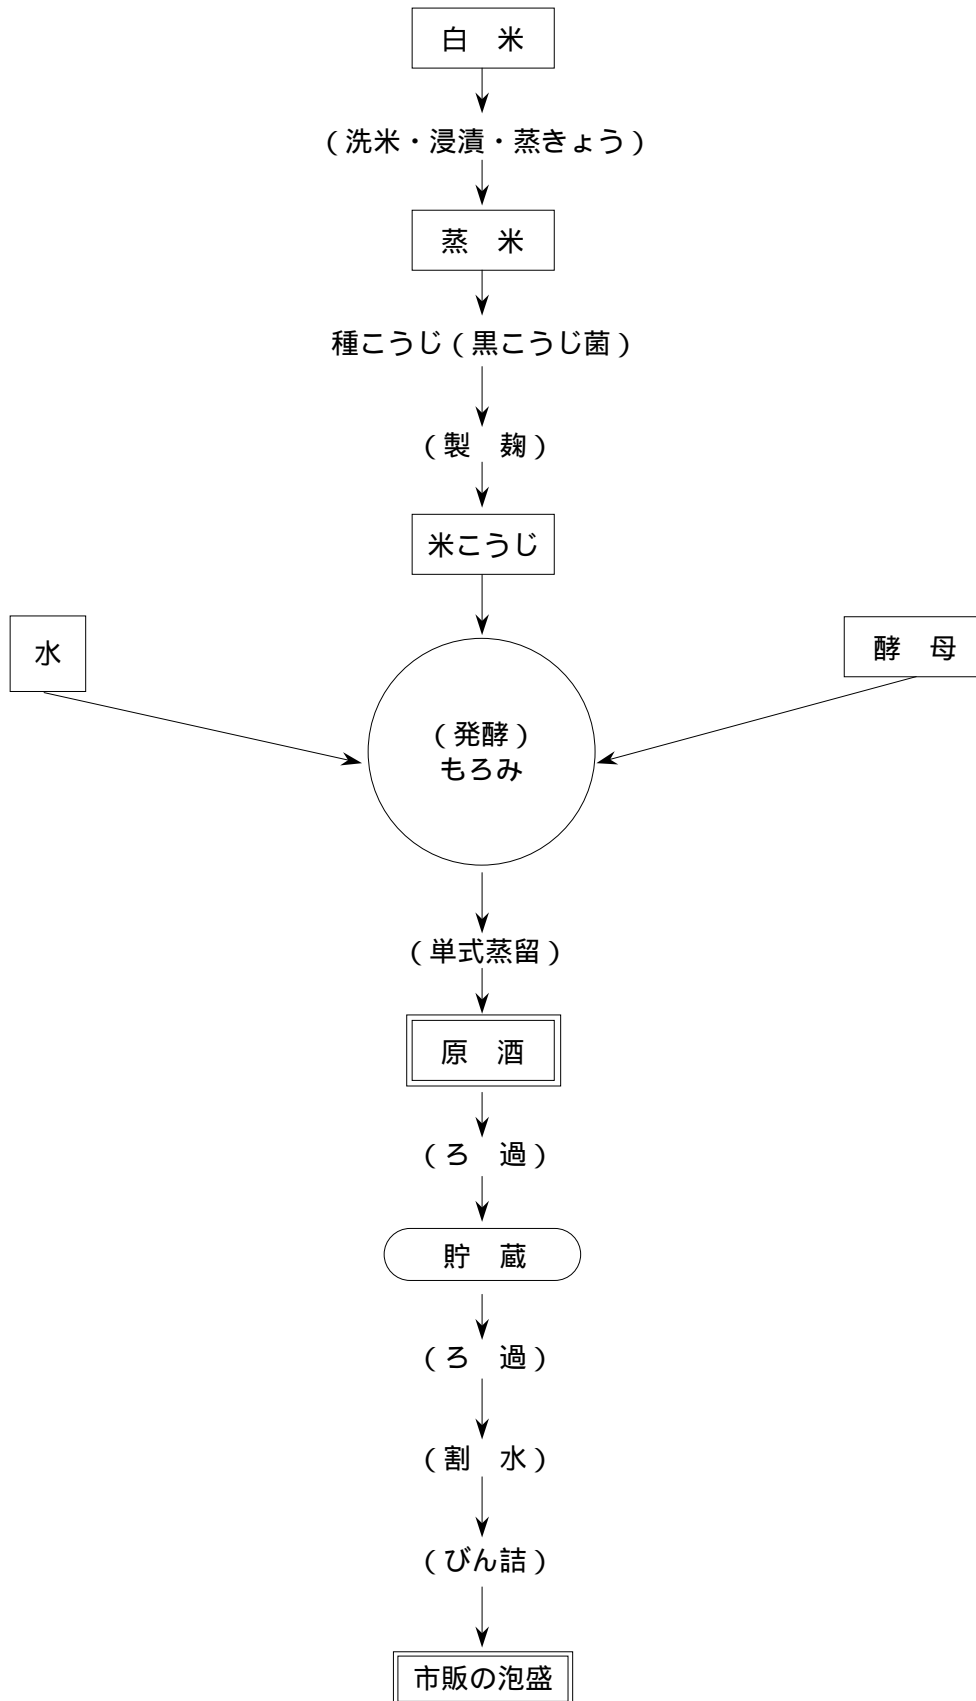 白　米
（洗米・浸漬・蒸きょう）
蒸　米
種こうじ（黒こうじ菌）
（製　麹）
米こうじ
水
酵　母
（発酵）
もろみ
（単式蒸留）
原　酒
（ろ　過）
貯　蔵
（ろ　過）
（割　水）
（びん詰）
市販の泡盛